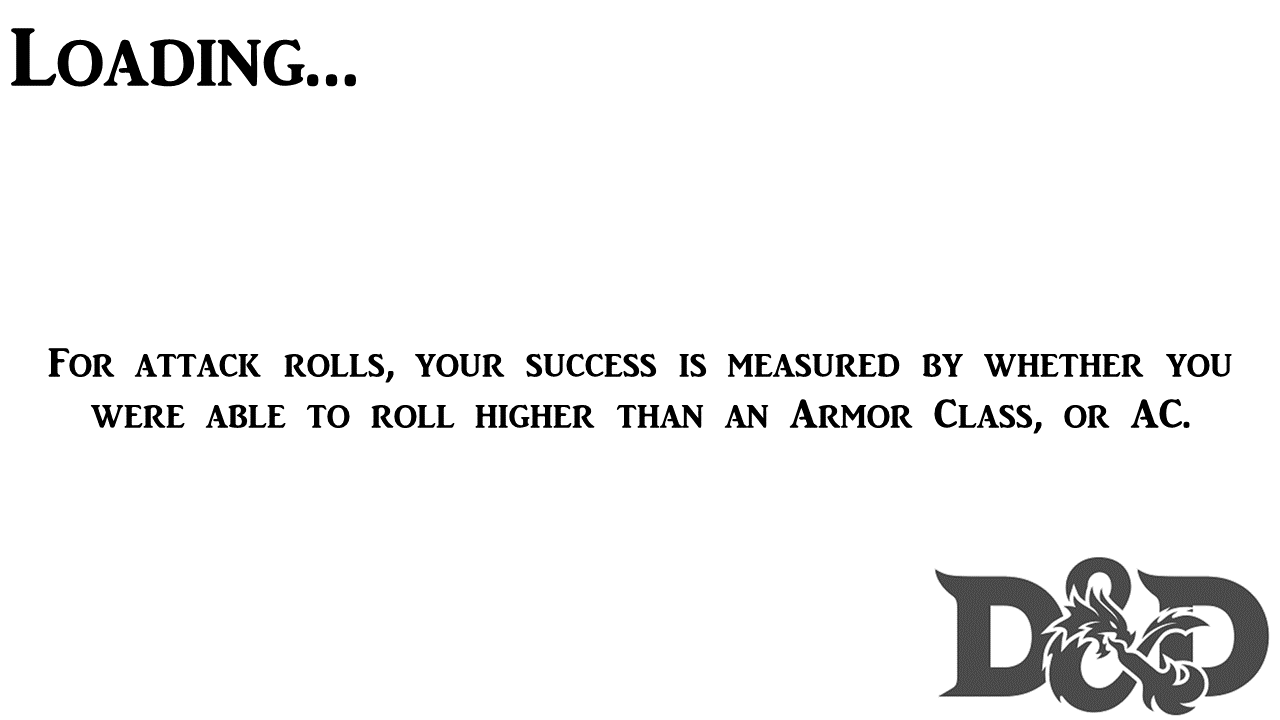 Loading...
For attack rolls, your success is measured by whether you
were able to roll higher than an Armor Class, or AC.
D&D